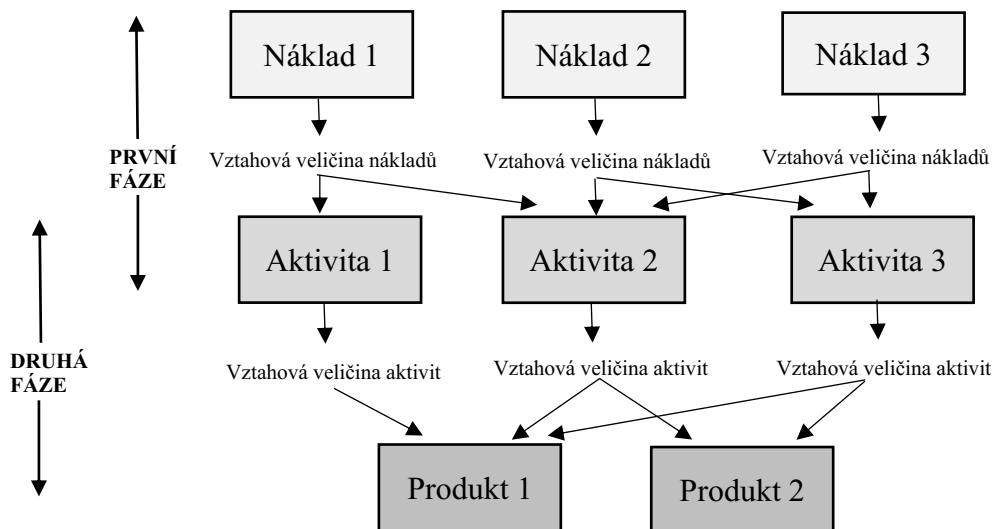 Náklad 1
Náklad 2
Náklad 3
PRVNÍ
FÁZE
Vztahová veličina nákladů
Vztahová veličina nákladů
Vztahová veličina nákladů
Aktivita 1
Aktivita 2
Aktivita 3
DRUHÁ
FÁZE
Vztahová veličina aktivit
Vztahová veličina aktivit
Vztahová veličina aktivit
Produkt 1
Produkt 2